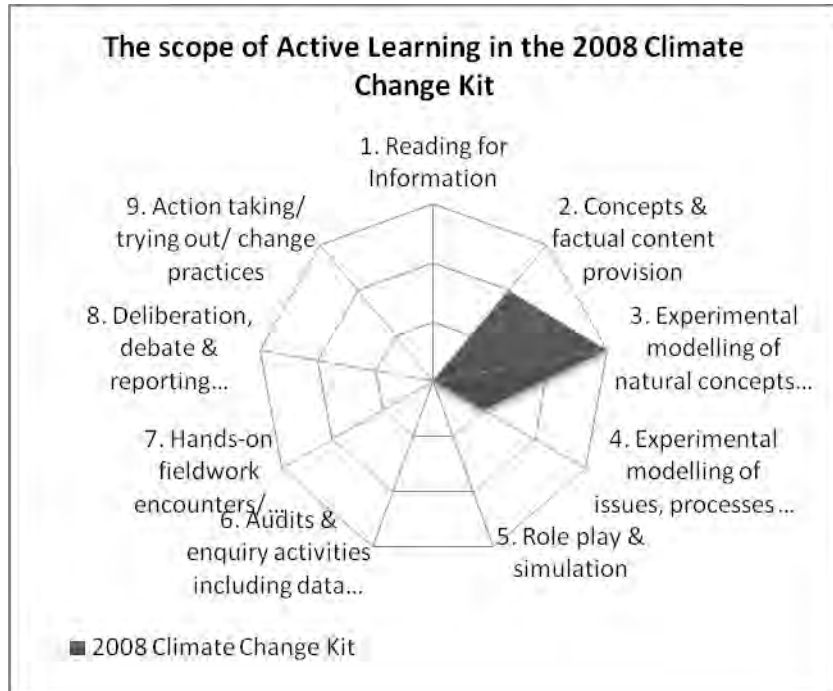 The scope of Active Learning in the 2008 Climate
Change Kit
1. Reading for
Information
2. Concepts &
factual content
provision
3. Experimental
modelling of
natural concepts...
4. Experimental
modelling of
issues, processes ...
5. Role play &
simulation
6. Audits &
enquiry activities
including data...
7. Hands-on
fieldwork
encounters/...
8. Deliberation,
debate &
reporting...
9. Action taking/
trying out/ change
practices
2008 Climate Change Kit